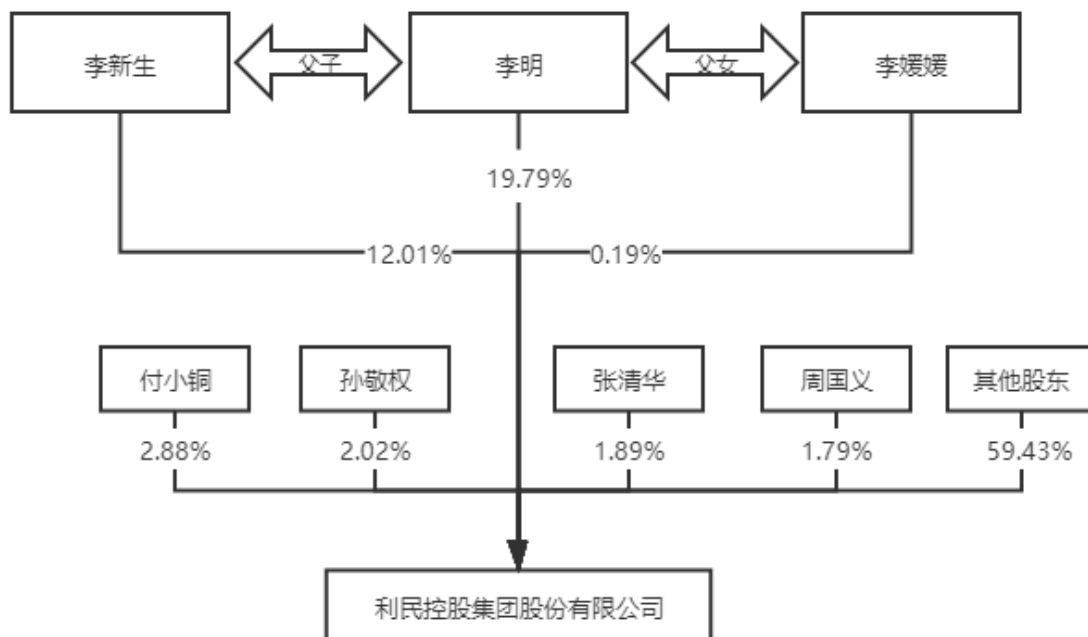 李新生
父子
李明
父女
李媛媛
19.79%
12.01%
0.19%
付小铜
孙敬权
张清华
周国义
其他股东
2.88%
2.02%
1.89%
1.79%
59.43%
利民控股集团股份有限公司